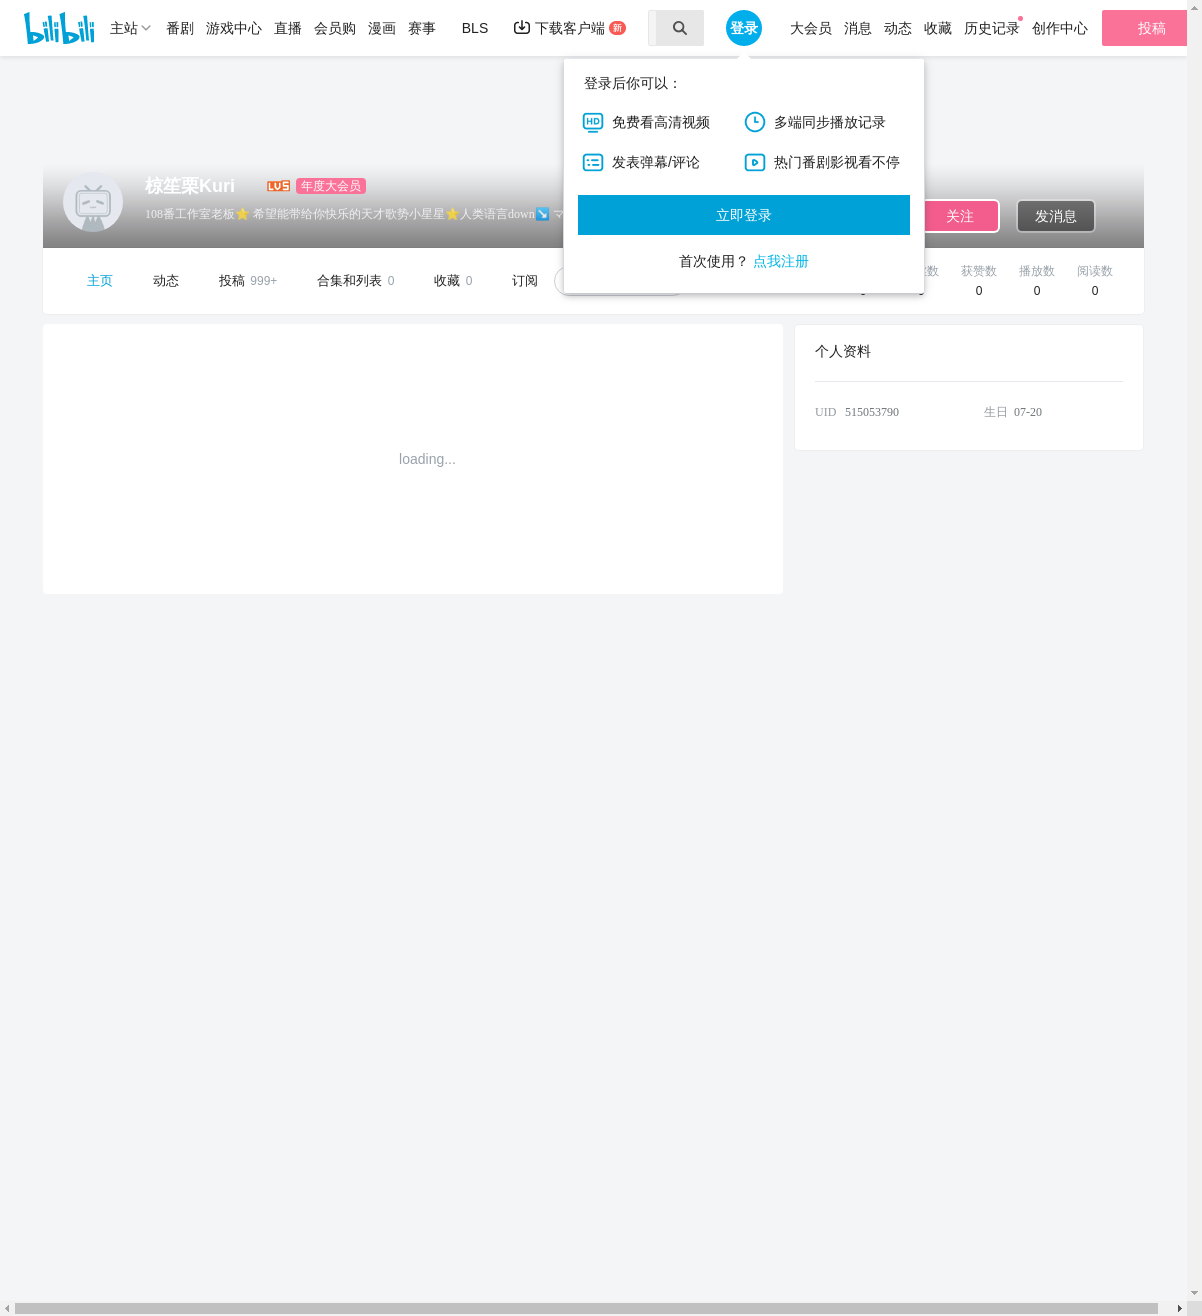 bilibili 主站 番剧 游戏中心 直播 会员购 漫画 赛事 BLS 下载客户端 新 登录 大会员 消息 动态 收藏 历史记录 创作中心 投稿
登录后你可以：
HD 免费看高清视频 多端同步播放记录
发表弹幕/评论 热门番剧影视看不停
立即登录
首次使用？ 点我注册
椋笙栗Kuri LV5 年度大会员
108番工作室老板⭐ 希望能带给你快乐的天才歌势小星星⭐人类语言down↘
关注 发消息
主页 动态 投稿 999+ 合集和列表 0 收藏 0 订阅
数 获赞数 播放数 阅读数
0 0 0
个人资料
UID 515053790 生日 07-20
loading...